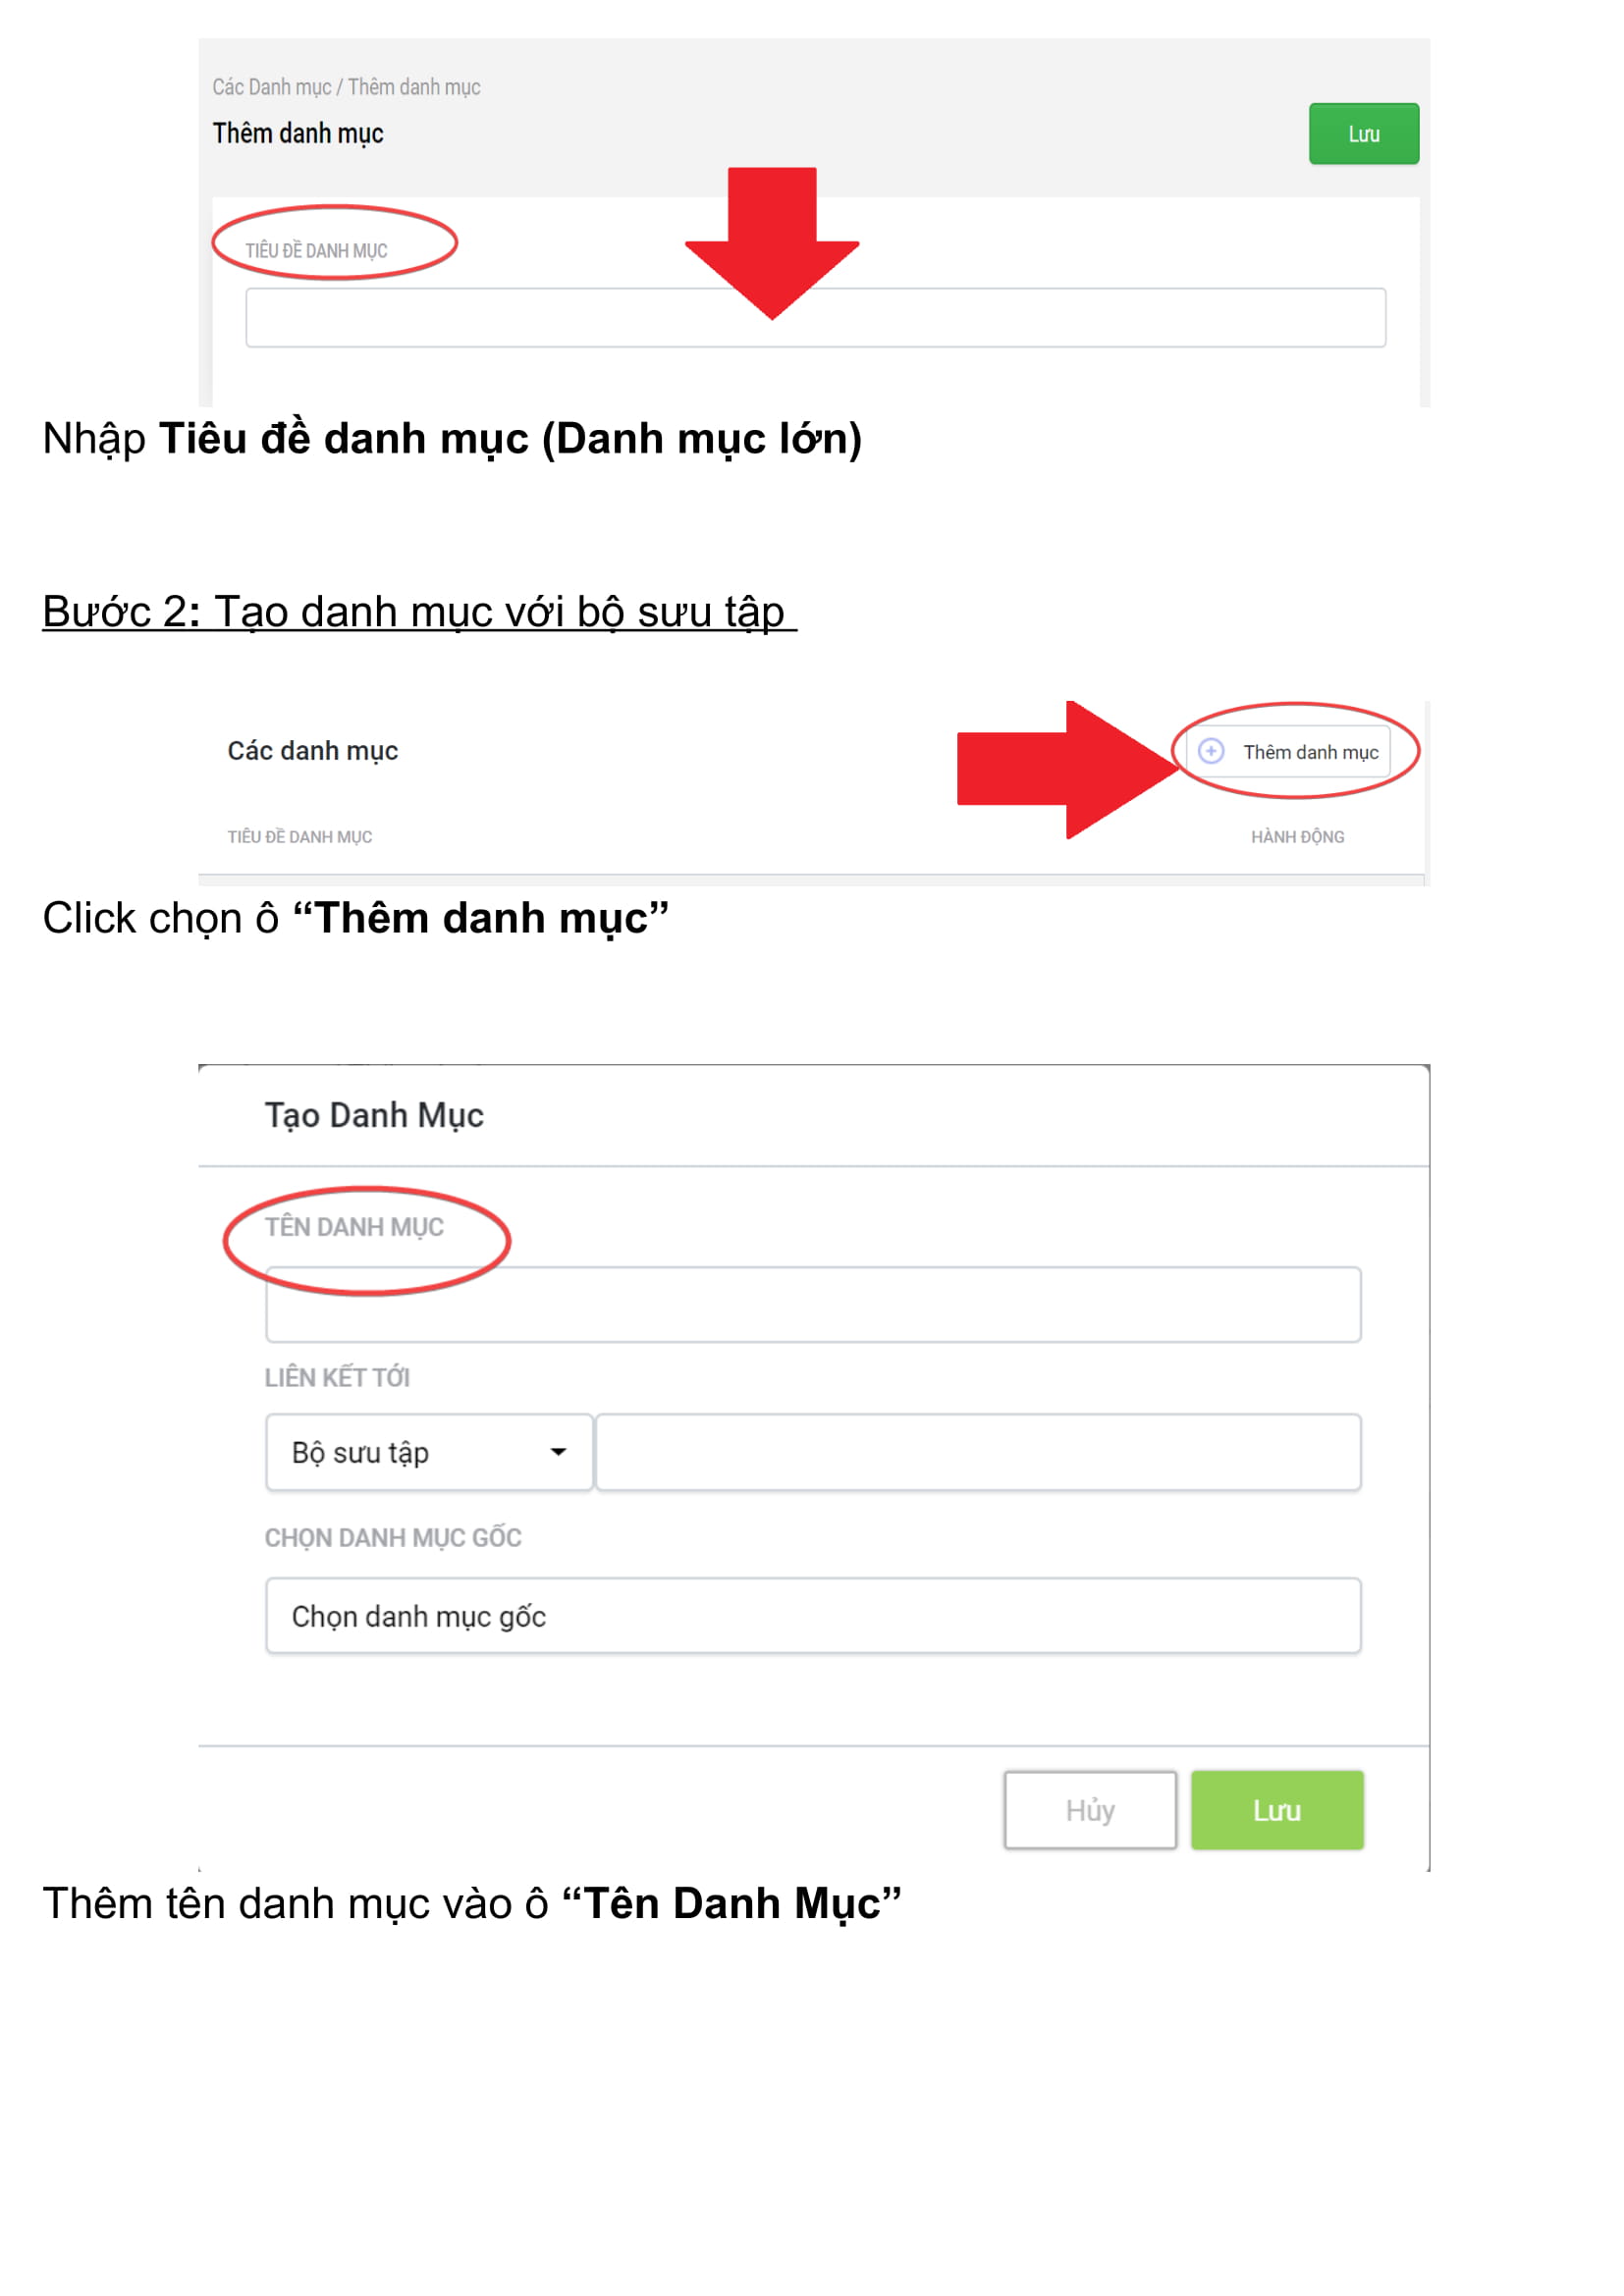 Các Danh mục / Thêm danh mục
Thêm danh mục
Lưu
TIÊU ĐỀ DANH MỤC
Nhập Tiêu đề danh mục (Danh mục lớn)
Bước 2: Tạo danh mục với bộ sưu tập
Các danh mục
Thêm danh mục
TIÊU ĐỀ DANH MỤC
HÀNH ĐỘNG
Click chọn ô “Thêm danh mục”
Tạo Danh Mục
TÊN DANH MỤC
LIÊN KẾT TỚI
Bộ sưu tập
CHỌN DANH MỤC GỐC
Chọn danh mục gốc
Hủy
Lưu
Thêm tên danh mục vào ô “Tên Danh Mục”